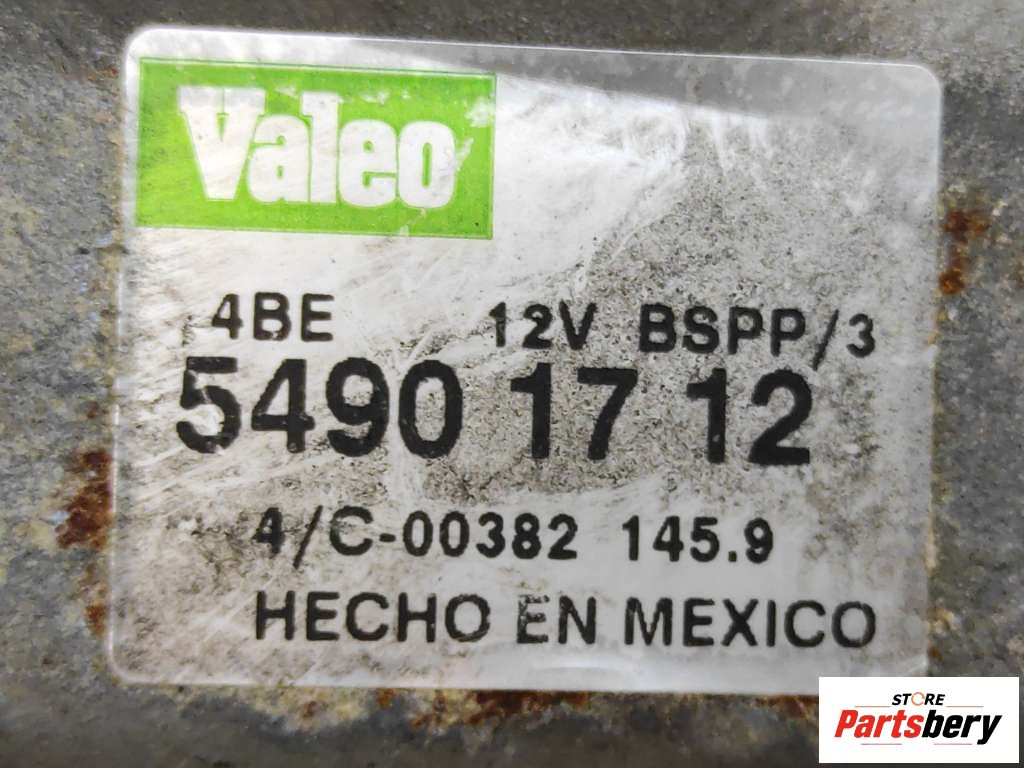 Valeo
4BE 12V BSPP/3
5490 17 12
4/C-00382 145.9
HECHO EN MEXICO
STORE
Partsbery